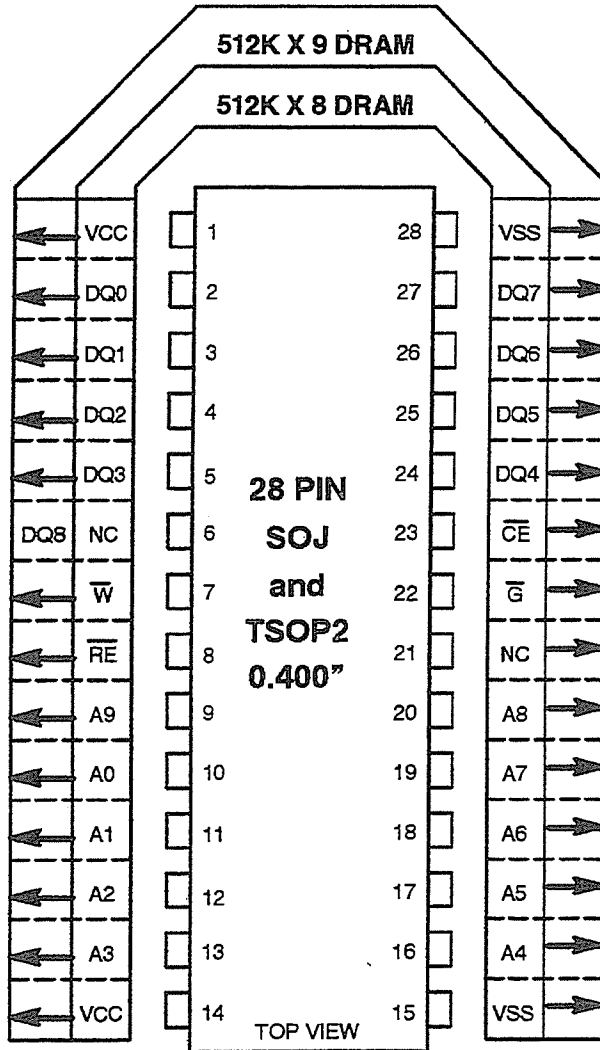 512K X 9 DRAM
512K X 8 DRAM
VCC 1 28 VSS
DQ0 2 27 DQ7
DQ1 3 26 DQ6
DQ2 4 25 DQ5
DQ3 5 24 DQ4
28 PIN
DQ8 NC 6 23 C̅E̅
SOJ
W̅ 7 22 G̅
and
R̅E̅ 8 21 NC
TSOP2
0.400”
A9 9 20 A8
A0 10 19 A7
A1 11 18 A6
A2 12 17 A5
A3 13 16 A4
VCC 14 15 VSS
TOP VIEW